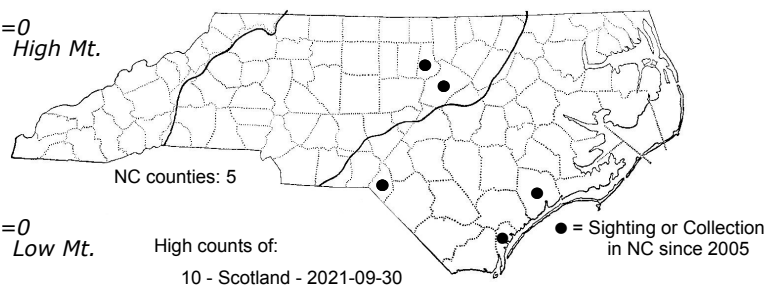 =0
High Mt.
NC counties: 5
=0
Low Mt.
High counts of:
10 - Scotland - 2021-09-30
● = Sighting or Collection
in NC since 2005